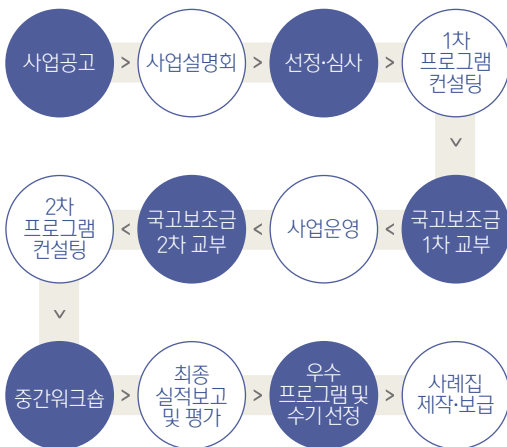 사업공고 > 사업설명회 > 선정·심사 > 1차
프로그램
컨설팅
˅
국고보조금
1차 교부
<
사업운영
<
국고보조금
2차 교부
<
2차
프로그램
컨설팅
˅
중간워크숍
>
최종
실적보고
및 평가
>
우수
프로그램 및
수기 선정
>
사례집
제작·보급